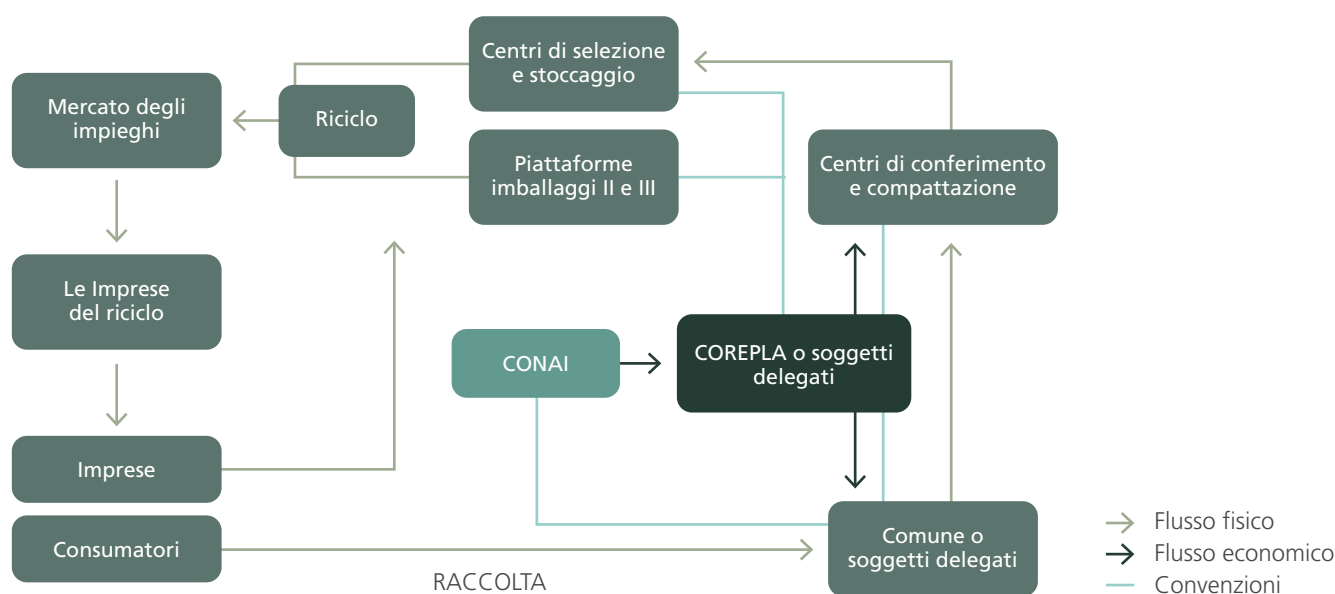 Centri di selezione
e stoccaggio
Mercato degli
impieghi
Riciclo
Piattaforme
imballaggi II e III
Centri di conferimento
e compattazione
Le Imprese
del riciclo
CONAI
COREPLA o soggetti
delegati
Imprese
Consumatori
RACCOLTA
Comune o
soggetti delegati
Flusso fisico
Flusso economico
Convenzioni